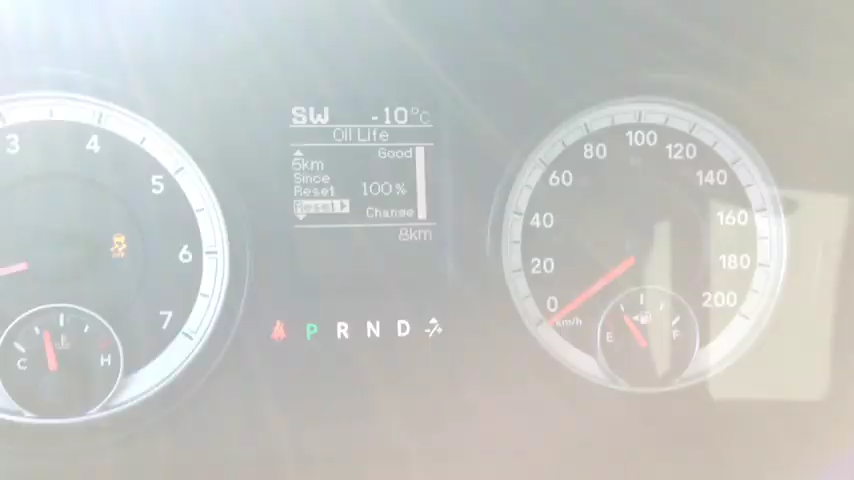 SW -10°C
Oil Life
Good
6km
Since
Reset 100%
Reset Change
8km
3 4 5 6 7
C H
P R N D -/+
0 20 40 60 80 100 120 140 160 180 200
km/h
E F